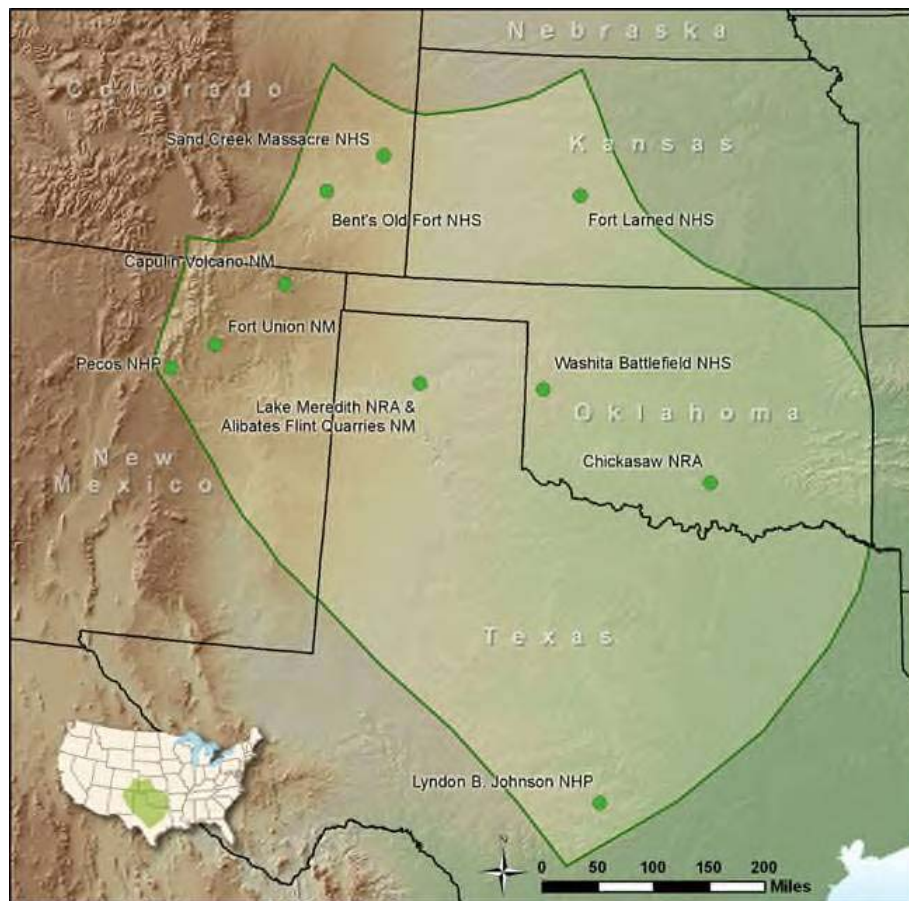 Nebraska
Colorado
Sand Creek Massacre NHS
Kansas
Bent's Old Fort NHS
Fort Larned NHS
Capulin Volcano NM
Fort Union NM
Pecos NHP
Washita Battlefield NHS
Lake Meredith NRA &
Alibates Flint Quarries NM
Oklahoma
New
Mexico
Chickasaw NRA
Texas
Lyndon B. Johnson NHP
N
0 50 100 150 200
Miles